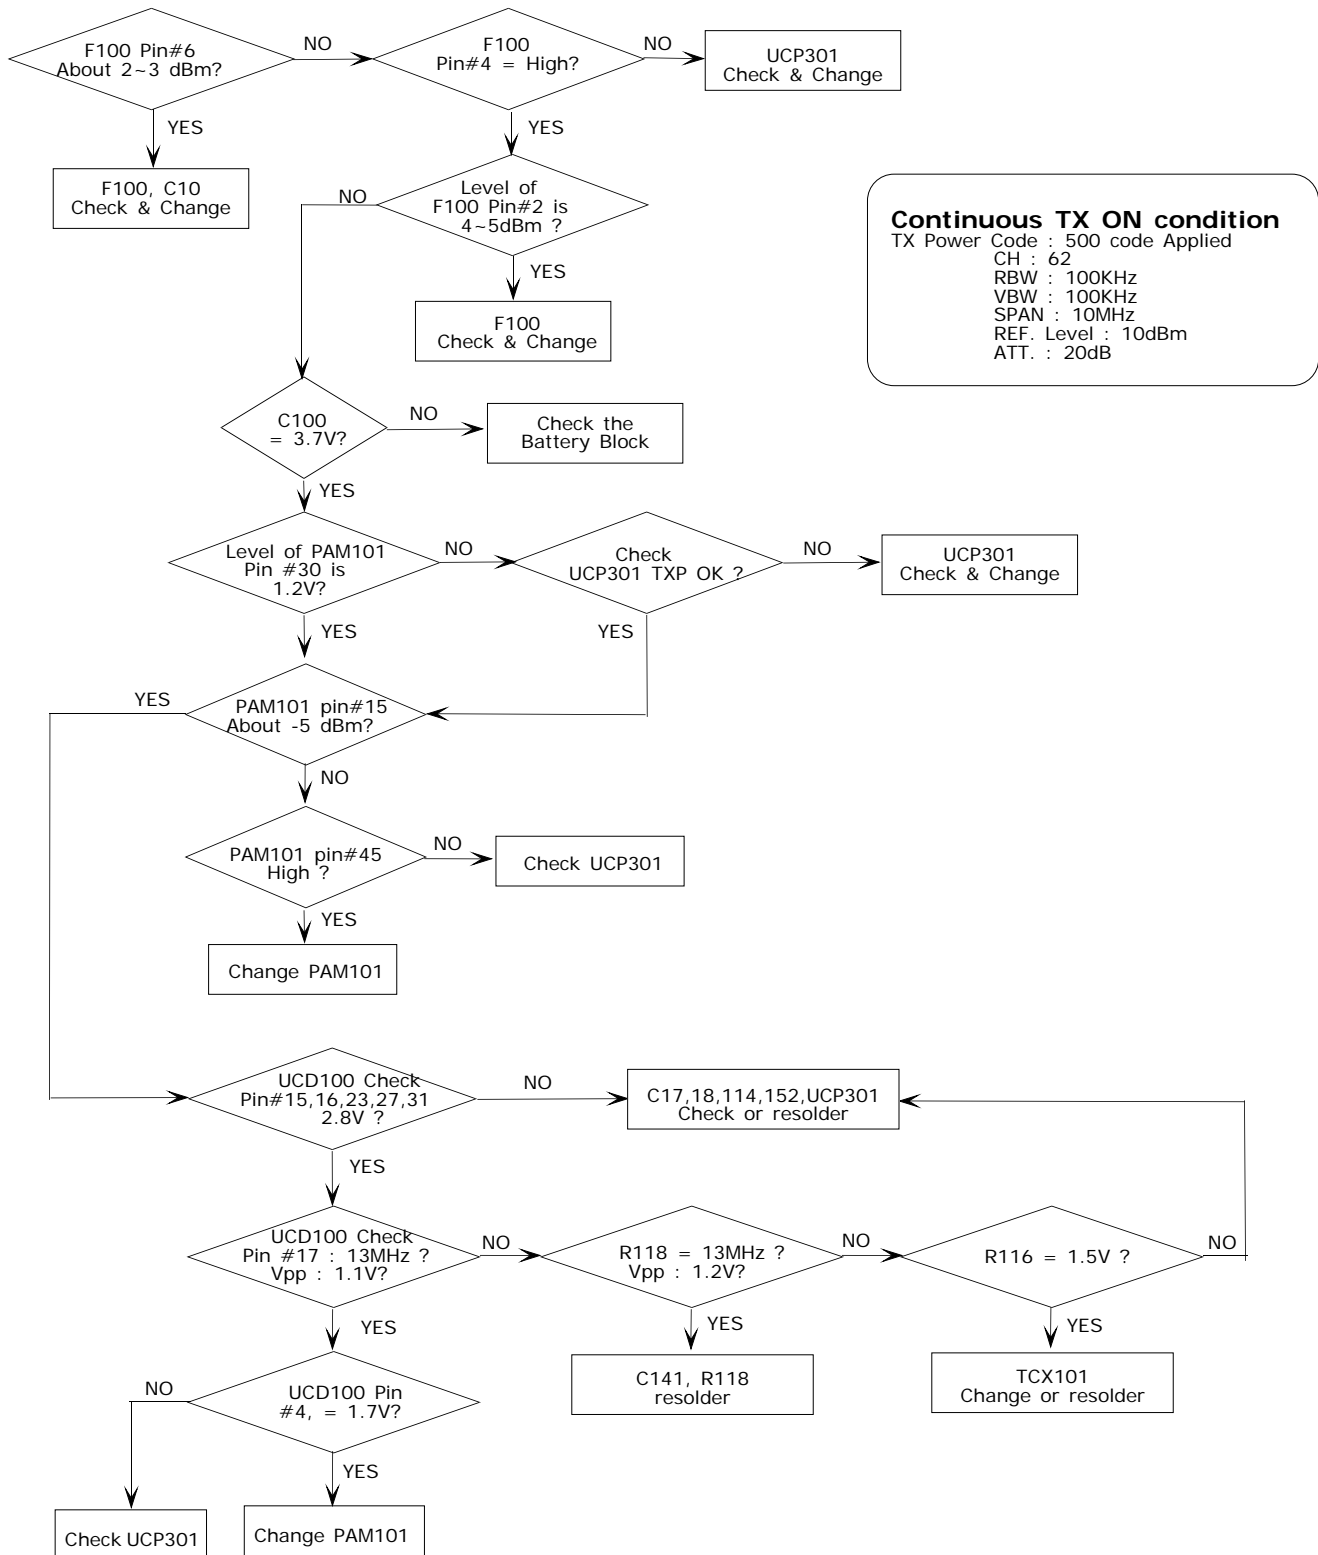 F100 Pin#6
About 2~3 dBm?
NO
F100
Pin#4 = High?
NO
UCP301
Check & Change
YES
YES
F100, C10
Check & Change
NO
Level of
F100 Pin#2 is
4~5dBm ?
YES
F100
Check & Change
Continuous TX ON condition
TX Power Code : 500 code Applied
CH : 62
RBW : 100KHz
VBW : 100KHz
SPAN : 10MHz
REF. Level : 10dBm
ATT. : 20dB
C100
= 3.7V?
NO
Check the
Battery Block
YES
Level of PAM101
Pin #30 is
1.2V?
NO
Check
UCP301 TXP OK ?
NO
UCP301
Check & Change
YES
YES
YES
PAM101 pin#15
About -5 dBm?
NO
PAM101 pin#45
High ?
NO
Check UCP301
YES
Change PAM101
UCD100 Check
Pin#15,16,23,27,31
2.8V ?
NO
C17,18,114,152,UCP301
Check or resolder
YES
UCD100 Check
Pin #17 : 13MHz ?
Vpp : 1.1V?
NO
R118 = 13MHz ?
Vpp : 1.2V?
NO
R116 = 1.5V ?
NO
YES
YES
YES
C141, R118
resolder
TCX101
Change or resolder
NO
UCD100 Pin
#4, = 1.7V?
YES
Check UCP301
Change PAM101